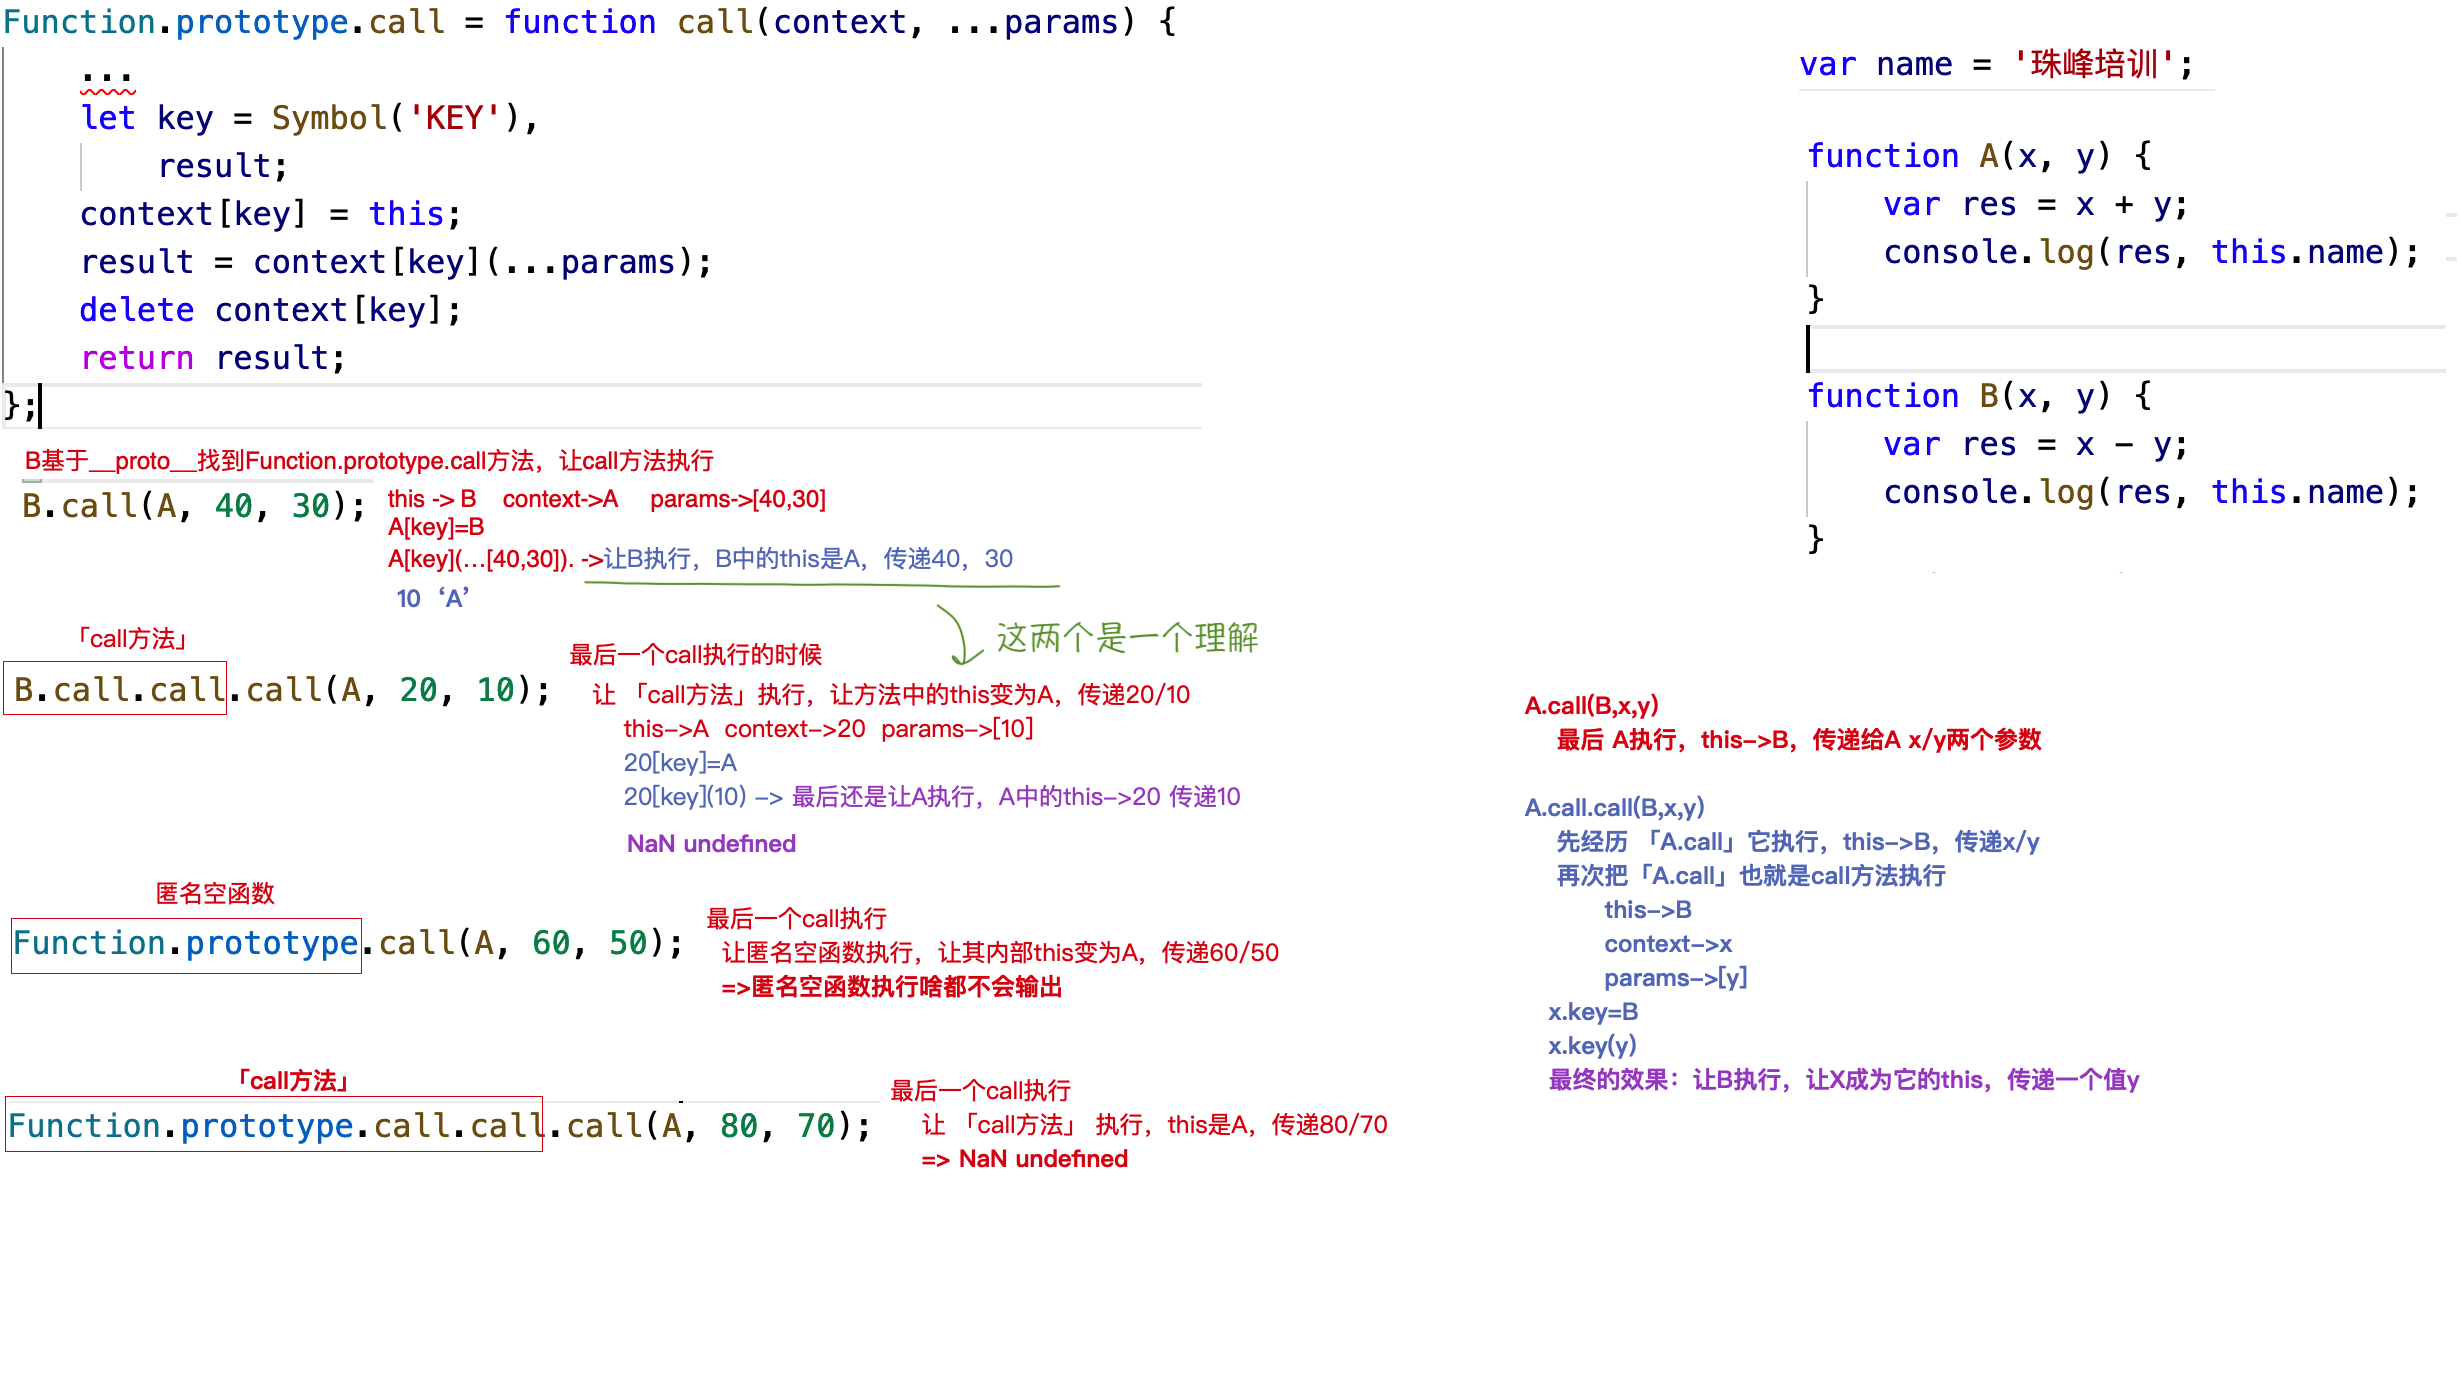 Function.prototype.call = function call(context, ...params) {
...
let key = Symbol('KEY'),
result;
context[key] = this;
result = context[key](...params);
delete context[key];
return result;
};
B基于__proto__找到Function.prototype.call方法，让call方法执行
B.call(A, 40, 30);
this -> B context->A params->[40,30]
A[key]=B
A[key](…[40,30]). ->让B执行，B中的this是A，传递40，30
10 ‘A’
这两个是一个理解
「call方法」
B.call.call.call(A, 20, 10);
最后一个call执行的时候
让 「call方法」执行，让方法中的this变为A，传递20/10
this->A context->20 params->[10]
20[key]=A
20[key](10) -> 最后还是让A执行，A中的this->20 传递10
NaN undefined
匿名空函数
Function.prototype.call(A, 60, 50);
最后一个call执行
让匿名空函数执行，让其内部this变为A，传递60/50
=>匿名空函数执行啥都不会输出
「call方法」
Function.prototype.call.call.call(A, 80, 70);
最后一个call执行
让 「call方法」 执行，this是A，传递80/70
=> NaN undefined
var name = '珠峰培训';
function A(x, y) {
var res = x + y;
console.log(res, this.name);
}
function B(x, y) {
var res = x - y;
console.log(res, this.name);
}
A.call(B,x,y)
最后 A执行，this->B，传递给A x/y两个参数
A.call.call(B,x,y)
先经历 「A.call」它执行，this->B，传递x/y
再次把「A.call」也就是call方法执行
this->B
context->x
params->[y]
x.key=B
x.key(y)
最终的效果：让B执行，让X成为它的this，传递一个值y